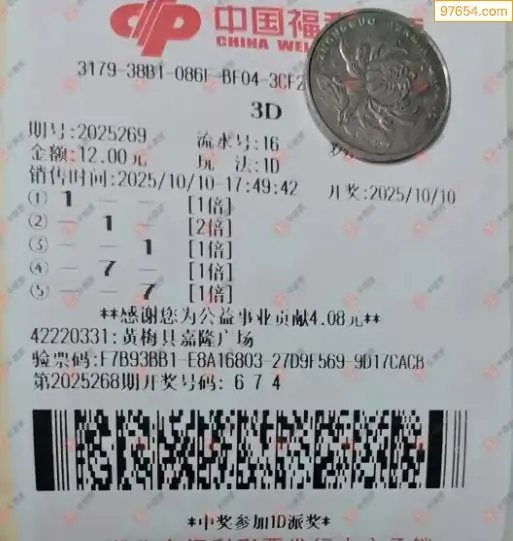 97654.com
中国福
CHINA WEL
3179-38B1-086F-BF04-3CF2
3D
期号:2025269 流水号:16
金额:12.00元 玩 法:1D
销售时间:2025/10/10-17:49:42 开奖:2025/10/10
① 1 — — [1倍]
② — 1 — [2倍]
③ — — 1 [1倍]
④ — 7 — [1倍]
⑤ — — 7 [1倍]
**感谢您为公益事业贡献4.08元**
42220331:黄梅县嘉隆广场
验票码:F7B93BB1-E8A16803-27D9F569-9D17CACB
第2025268期开奖号码: 6 7 4
*中奖参加1D派奖*